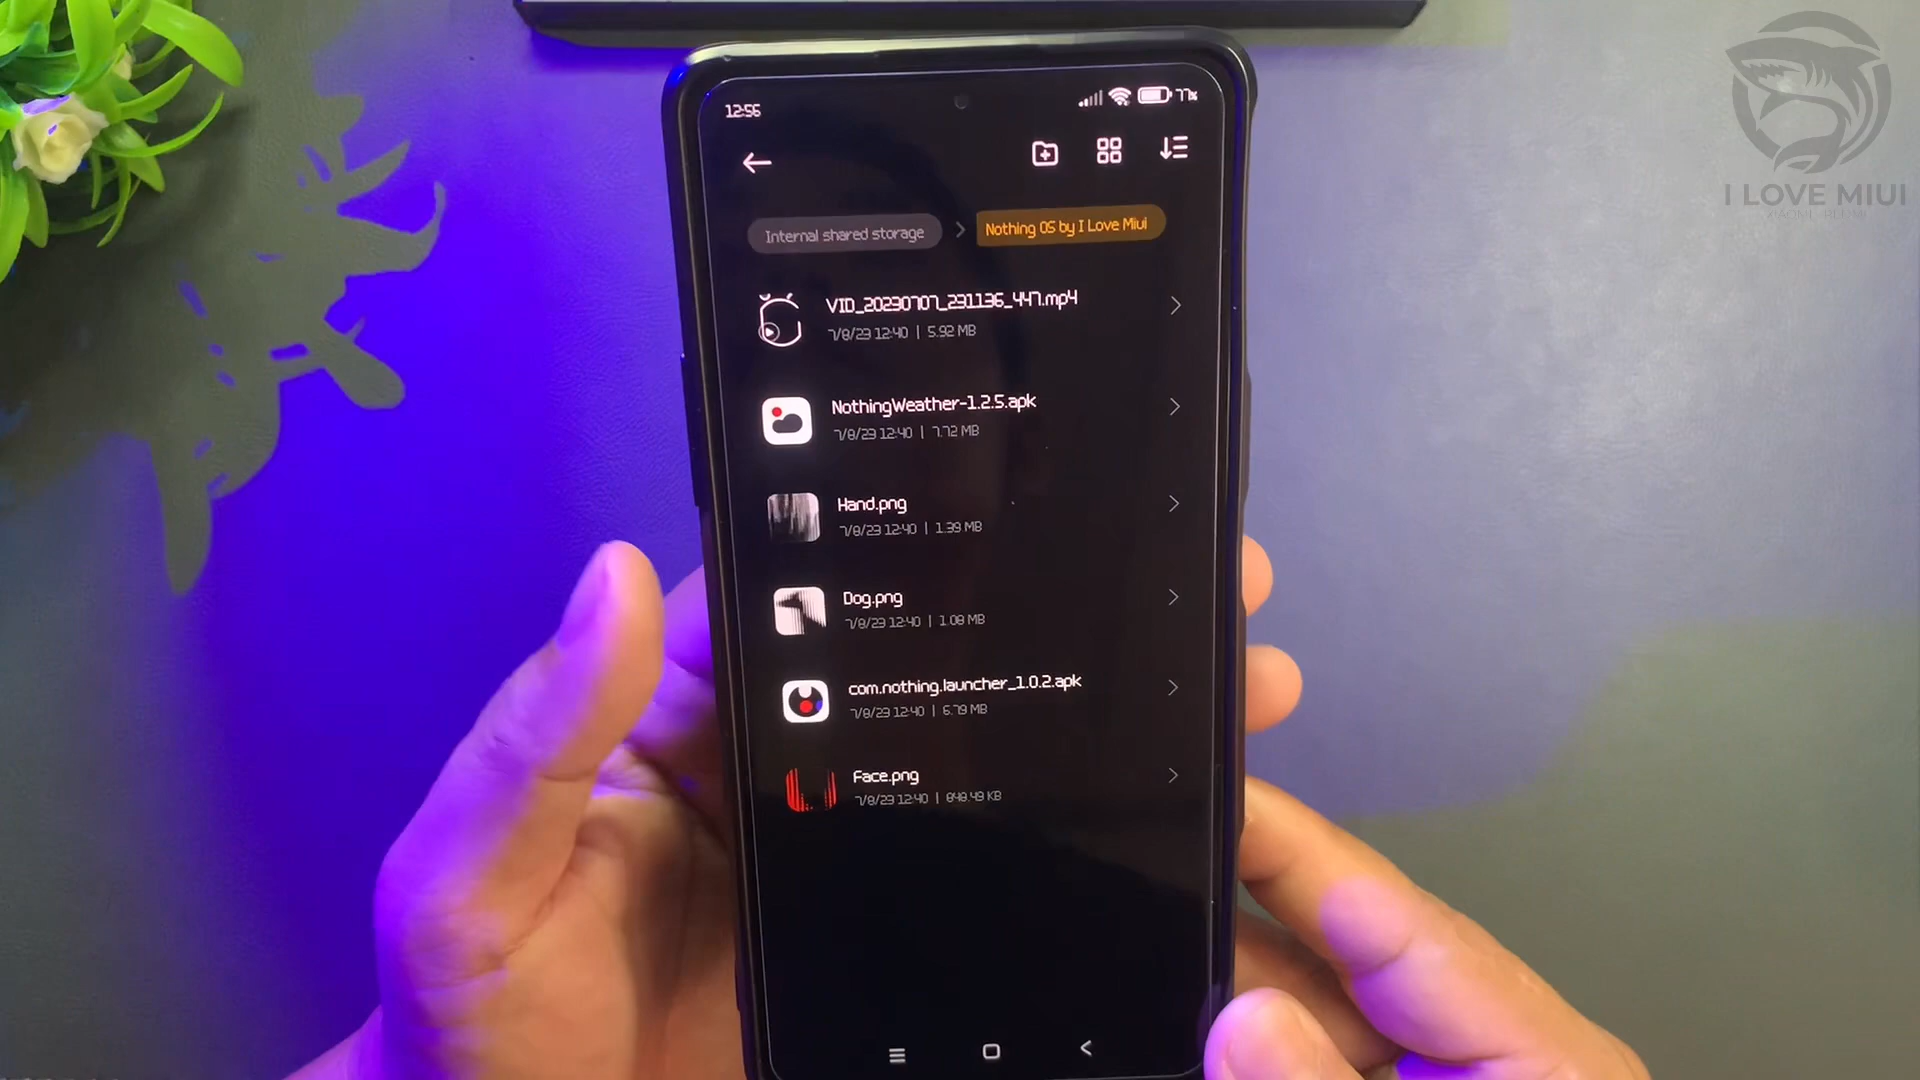 12:56
77%
Internal shared storage
Nothing OS by I Love Miui
VID_20230707_231136_447.mp4
7/8/23 12:40 | 5.92 MB
NothingWeather-1.2.5.apk
7/8/23 12:40 | 7.72 MB
Hand.png
7/8/23 12:40 | 1.39 MB
Dog.png
7/8/23 12:40 | 1.08 MB
com.nothing.launcher_1.0.2.apk
7/8/23 12:40 | 6.79 MB
Face.png
7/8/23 12:40 | 848.49 KB
I LOVE MIUI